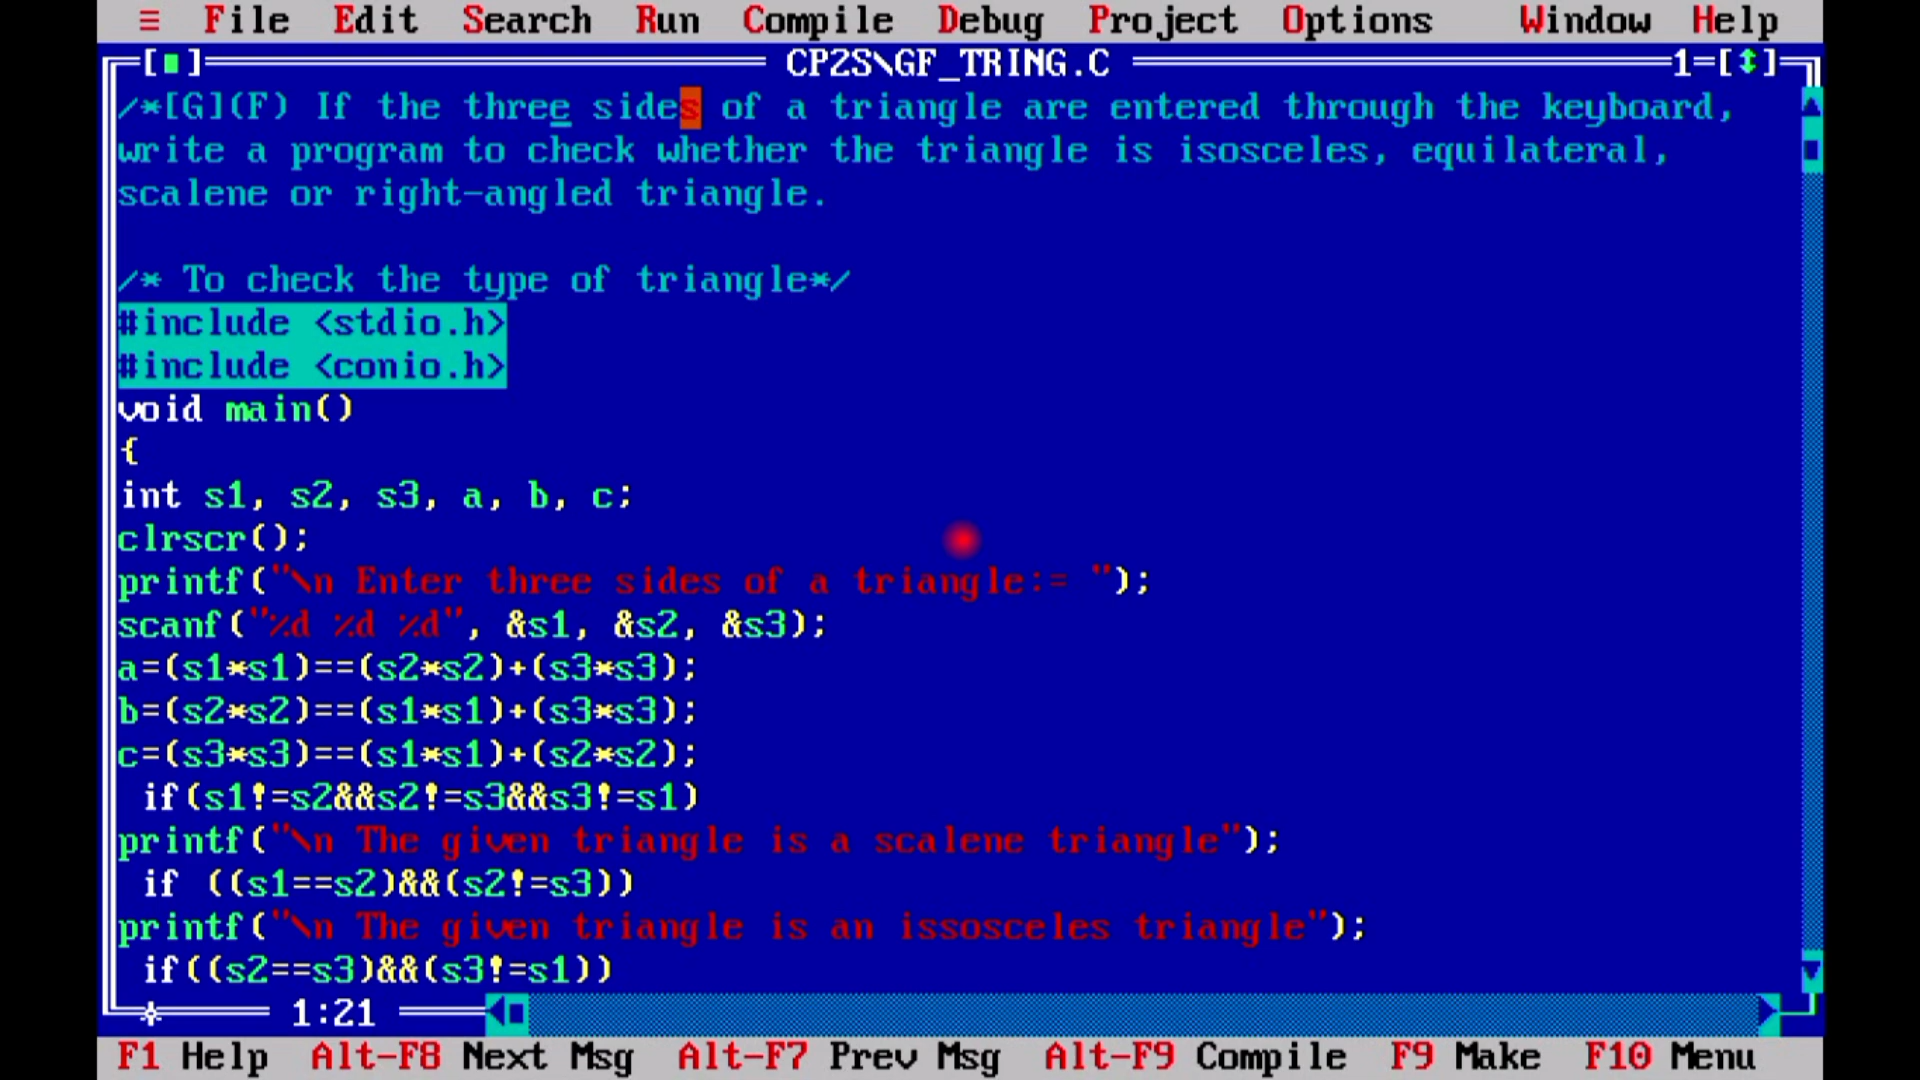 ≡ File Edit Search Run Compile Debug Project Options Window Help
[■] CP2S\GF_TRING.C 1=[↕]
/*[G](F) If the three sides of a triangle are entered through the keyboard,
write a program to check whether the triangle is isosceles, equilateral,
scalene or right-angled triangle.
/* To check the type of triangle*/
#include <stdio.h>
#include <conio.h>
void main()
{
int s1, s2, s3, a, b, c;
clrscr();
printf("\n Enter three sides of a triangle:= ");
scanf("%d %d %d", &s1, &s2, &s3);
a=(s1*s1)==(s2*s2)+(s3*s3);
b=(s2*s2)==(s1*s1)+(s3*s3);
c=(s3*s3)==(s1*s1)+(s2*s2);
if(s1!=s2&&s2!=s3&&s3!=s1)
printf("\n The given triangle is a scalene triangle");
if ((s1==s2)&&(s2!=s3))
printf("\n The given triangle is an issosceles triangle");
if((s2==s3)&&(s3!=s1))
1:21
F1 Help Alt-F8 Next Msg Alt-F7 Prev Msg Alt-F9 Compile F9 Make F10 Menu